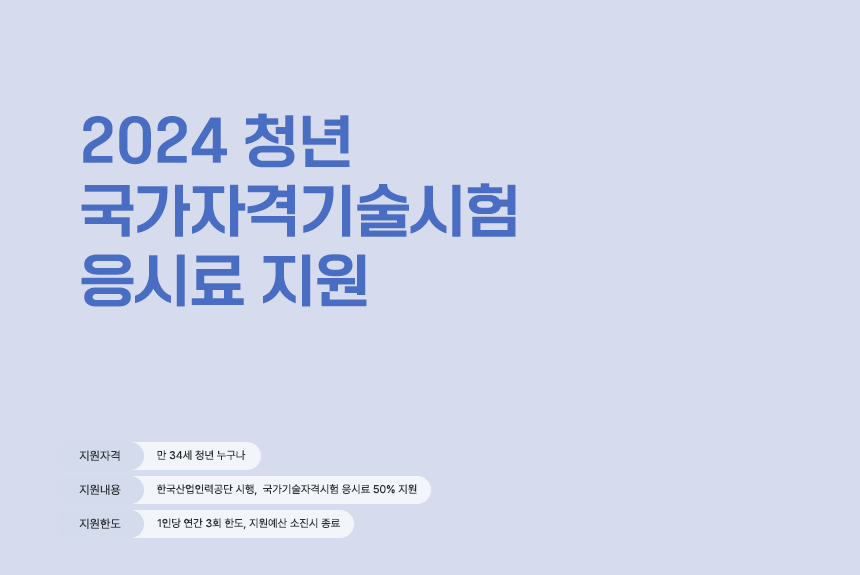 2024 청년
국가자격기술시험
응시료 지원
지원자격 만 34세 청년 누구나
지원내용 한국산업인력공단 시행, 국가기술자격시험 응시료 50% 지원
지원한도 1인당 연간 3회 한도, 지원예산 소진시 종료